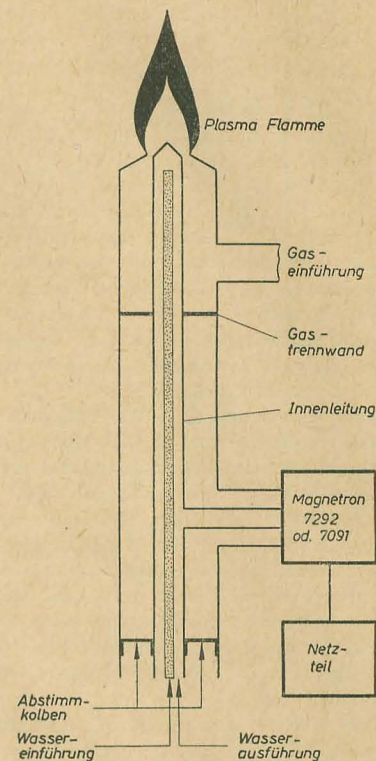 Plasma Flamme
Gas-
einführung
Gas-
trennwand
Innenleitung
Magnetron
7292
od. 7091
Netz-
teil
Abstimm-
kolben
Wasser-
einführung
Wasser-
ausführung